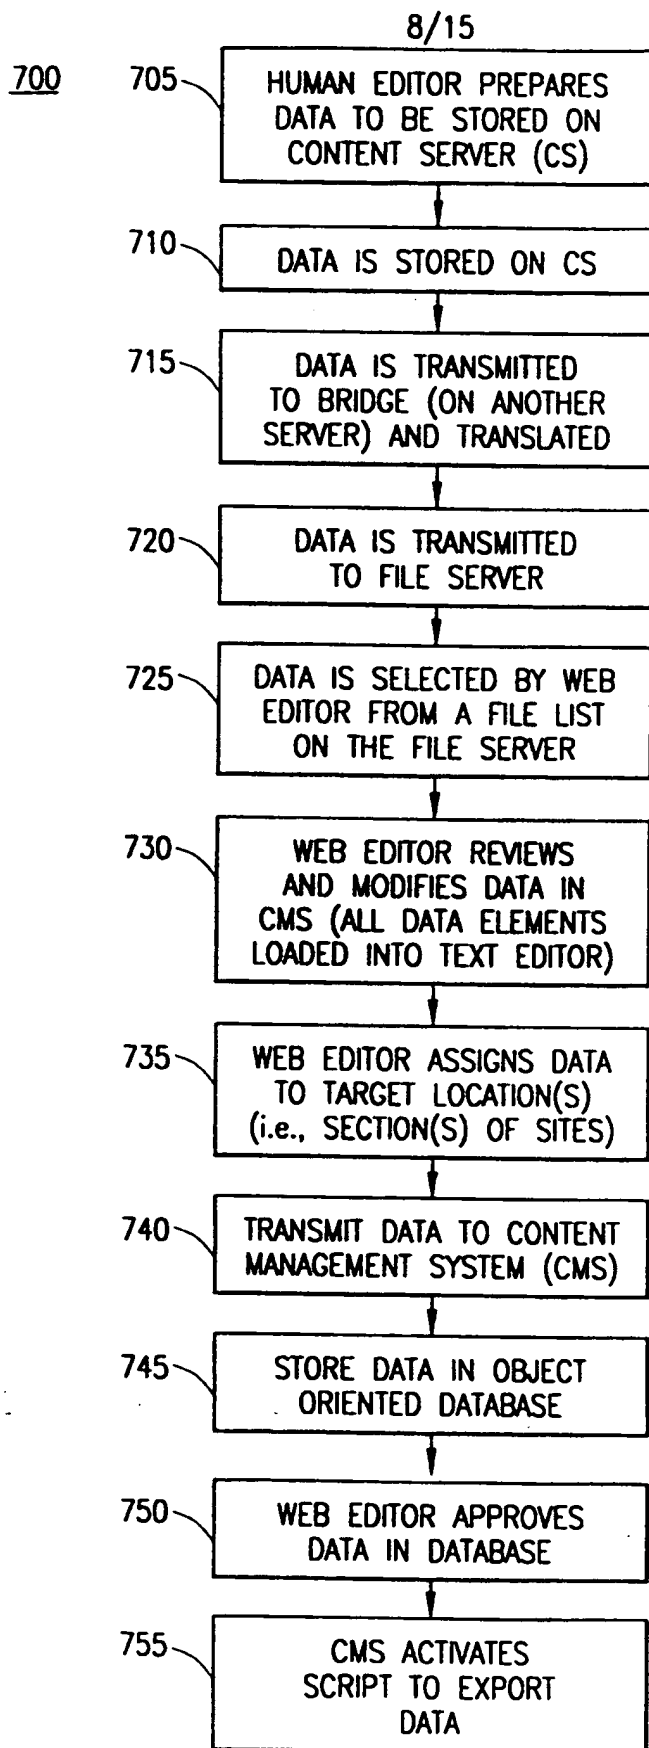 8/15
700
705
HUMAN EDITOR PREPARES
DATA TO BE STORED ON
CONTENT SERVER (CS)
710
DATA IS STORED ON CS
715
DATA IS TRANSMITTED
TO BRIDGE (ON ANOTHER
SERVER) AND TRANSLATED
720
DATA IS TRANSMITTED
TO FILE SERVER
725
DATA IS SELECTED BY WEB
EDITOR FROM A FILE LIST
ON THE FILE SERVER
730
WEB EDITOR REVIEWS
AND MODIFIES DATA IN
CMS (ALL DATA ELEMENTS
LOADED INTO TEXT EDITOR)
735
WEB EDITOR ASSIGNS DATA
TO TARGET LOCATION(S)
(i.e., SECTION(S) OF SITES)
740
TRANSMIT DATA TO CONTENT
MANAGEMENT SYSTEM (CMS)
745
STORE DATA IN OBJECT
ORIENTED DATABASE
750
WEB EDITOR APPROVES
DATA IN DATABASE
755
CMS ACTIVATES
SCRIPT TO EXPORT
DATA